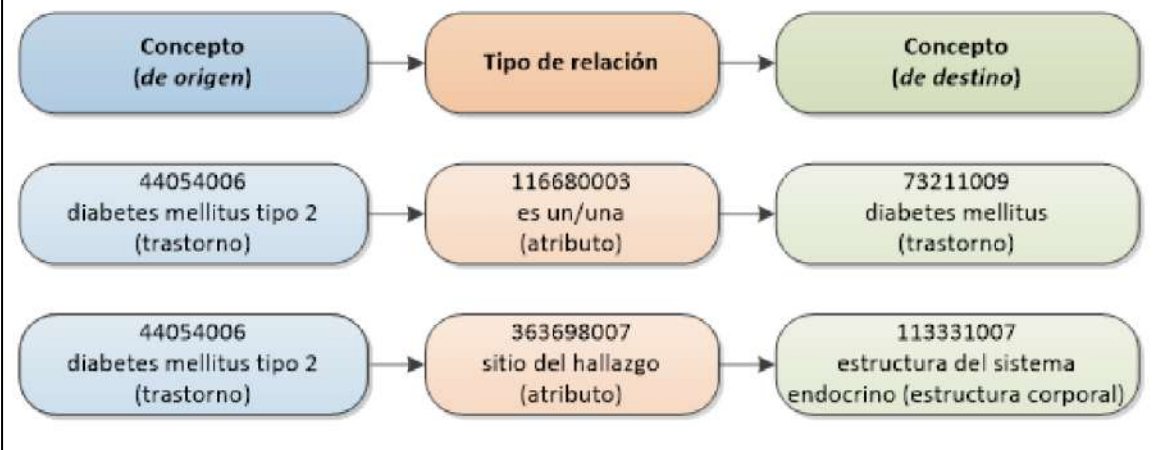 Concepto
(de origen)
Tipo de relación
Concepto
(de destino)
44054006
diabetes mellitus tipo 2
(trastorno)
116680003
es un/una
(atributo)
73211009
diabetes mellitus
(trastorno)
44054006
diabetes mellitus tipo 2
(trastorno)
363698007
sitio del hallazgo
(atributo)
113331007
estructura del sistema
endocrino (estructura corporal)